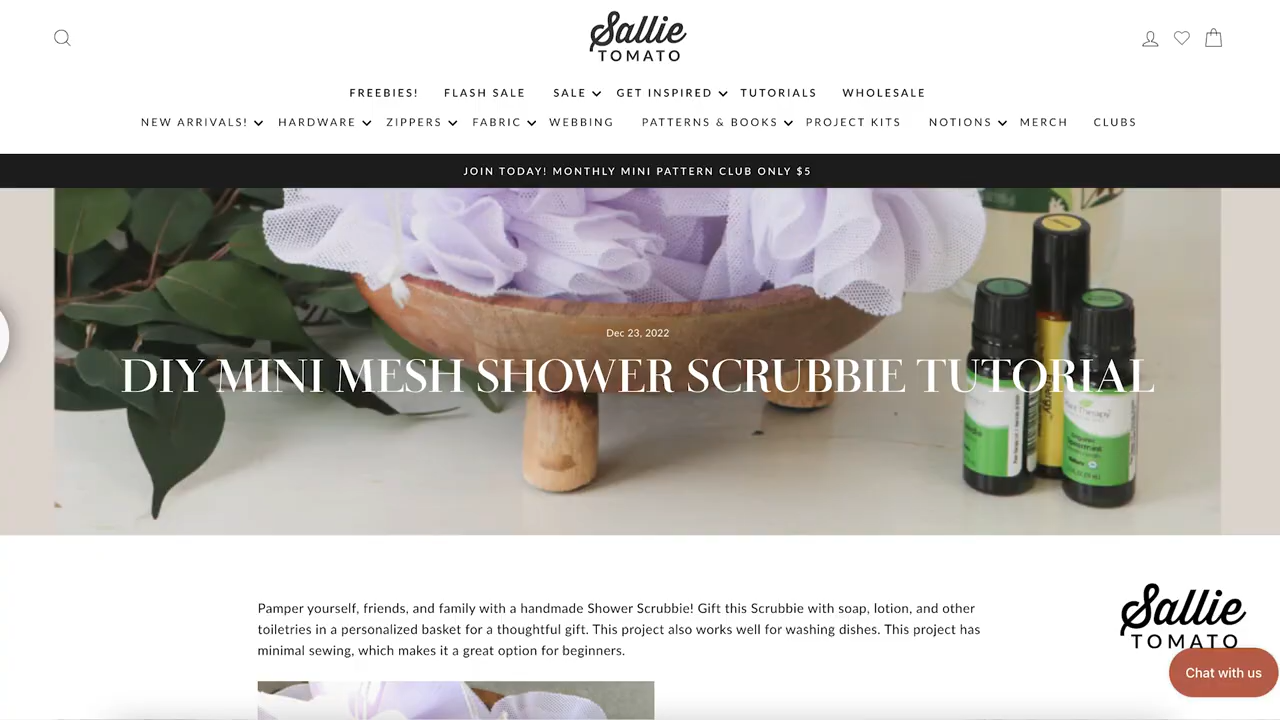 Sallie
TOMATO
FREEBIES! FLASH SALE SALE GET INSPIRED TUTORIALS WHOLESALE
NEW ARRIVALS! HARDWARE ZIPPERS FABRIC WEBBING PATTERNS & BOOKS PROJECT KITS NOTIONS MERCH CLUBS
JOIN TODAY! MONTHLY MINI PATTERN CLUB ONLY $5
Dec 23, 2022
DIY MINI MESH SHOWER SCRUBBIE TUTORIAL
Plant Therapy
Spearmint
Pamper yourself, friends, and family with a handmade Shower Scrubbie! Gift this Scrubbie with soap, lotion, and other
toiletries in a personalized basket for a thoughtful gift. This project also works well for washing dishes. This project has
minimal sewing, which makes it a great option for beginners.
Sallie
TOMATO
Chat with us